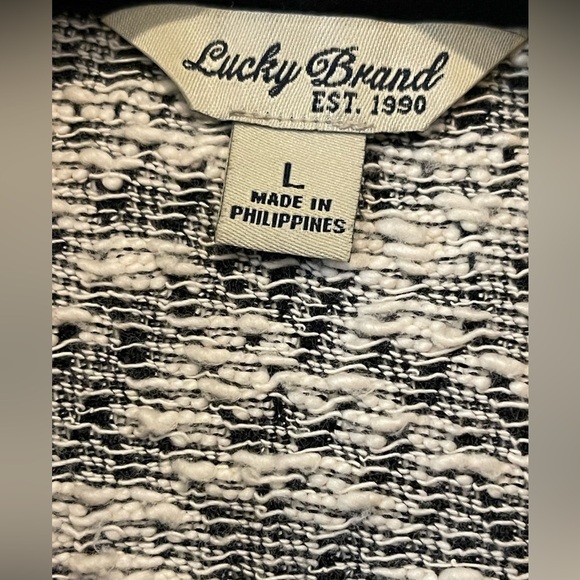 Lucky Brand
EST. 1990
L
MADE IN
PHILIPPINES